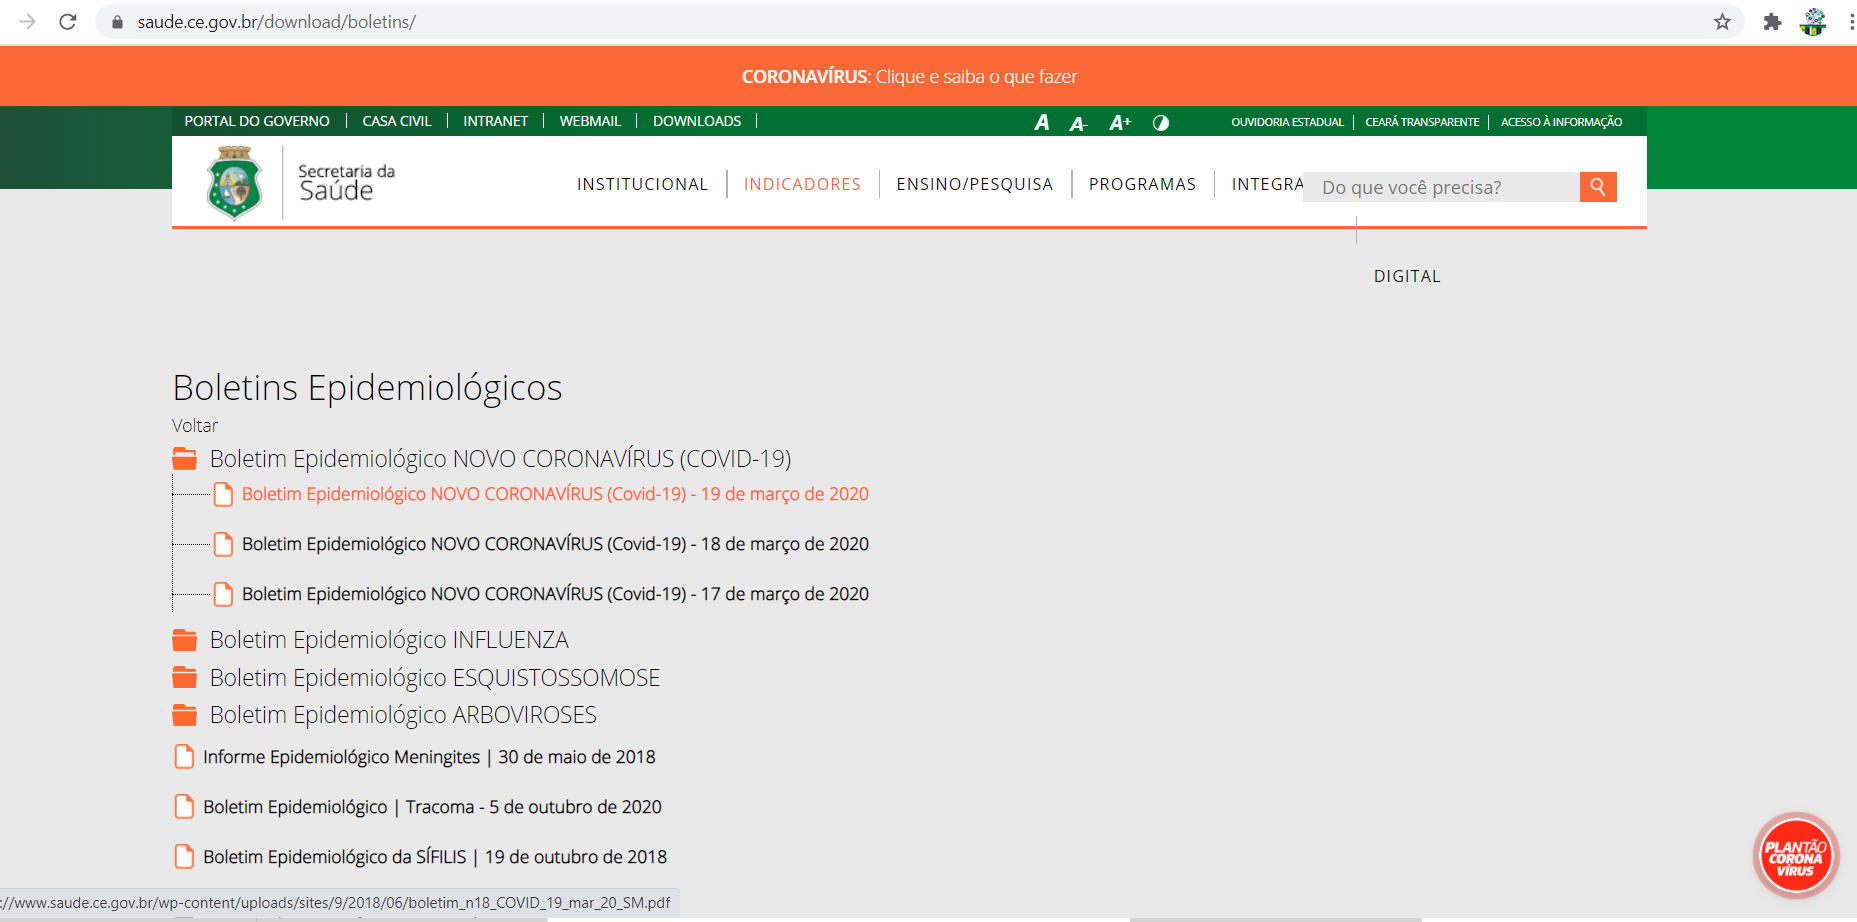 saude.ce.gov.br/download/boletins/
CORONAVÍRUS: Clique e saiba o que fazer
PORTAL DO GOVERNO | CASA CIVIL | INTRANET | WEBMAIL | DOWNLOADS |
A A- A+
OUVIDORIA ESTADUAL | CEARÁ TRANSPARENTE | ACESSO À INFORMAÇÃO
Secretaria da
Saúde
INSTITUCIONAL | INDICADORES | ENSINO/PESQUISA | PROGRAMAS | INTEGRA
Do que você precisa?
DIGITAL
Boletins Epidemiológicos
Voltar
Boletim Epidemiológico NOVO CORONAVÍRUS (COVID-19)
Boletim Epidemiológico NOVO CORONAVÍRUS (Covid-19) - 19 de março de 2020
Boletim Epidemiológico NOVO CORONAVÍRUS (Covid-19) - 18 de março de 2020
Boletim Epidemiológico NOVO CORONAVÍRUS (Covid-19) - 17 de março de 2020
Boletim Epidemiológico INFLUENZA
Boletim Epidemiológico ESQUISTOSSOMOSE
Boletim Epidemiológico ARBOVIROSES
Informe Epidemiológico Meningites | 30 de maio de 2018
Boletim Epidemiológico | Tracoma - 5 de outubro de 2020
Boletim Epidemiológico da SÍFILIS | 19 de outubro de 2018
PLANTÃO
CORONA
VÍRUS
://www.saude.ce.gov.br/wp-content/uploads/sites/9/2018/06/boletim_n18_COVID_19_mar_20_SM.pdf